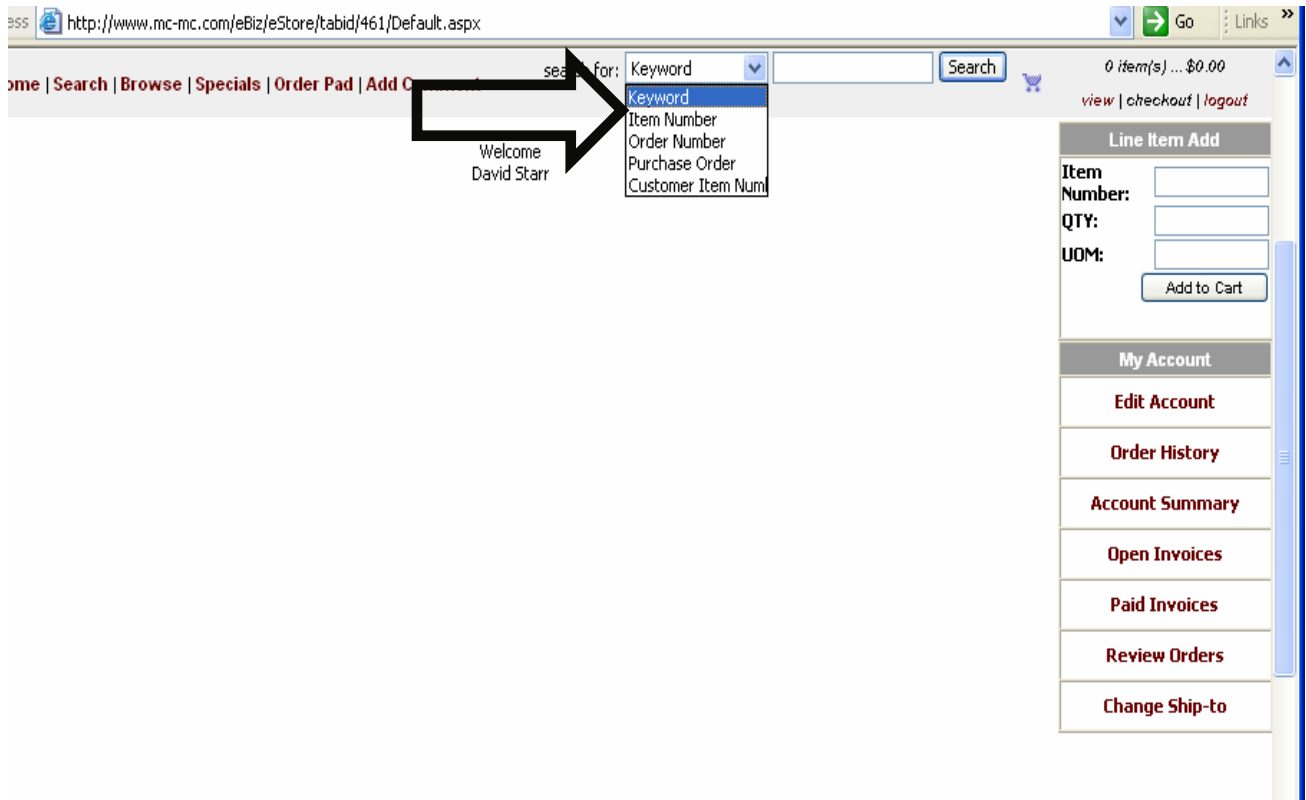 ess http://www.mc-mc.com/eBiz/eStore/tabid/461/Default.aspx Go Links »
ome | Search | Browse | Specials | Order Pad | Add
for: Keyword Search 0 item(s) ... $0.00
view | checkout | logout
Keyword
Item Number
Order Number
Purchase Order
Customer Item Num
Welcome
David Starr
Line Item Add
Item
Number:
QTY:
UOM:
Add to Cart
My Account
Edit Account
Order History
Account Summary
Open Invoices
Paid Invoices
Review Orders
Change Ship-to